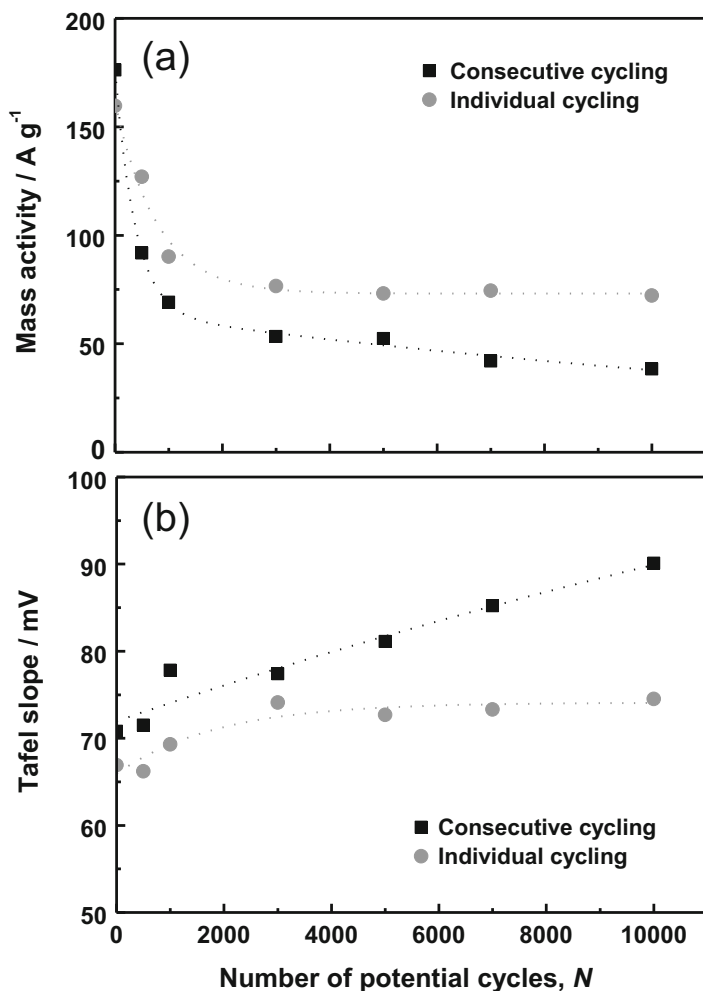 200
(a)
Consecutive cycling
Individual cycling
150
100
50
0
Mass activity / A g⁻¹
100
(b)
90
80
70
60
50
Tafel slope / mV
Consecutive cycling
Individual cycling
0 2000 4000 6000 8000 10000
Number of potential cycles, N